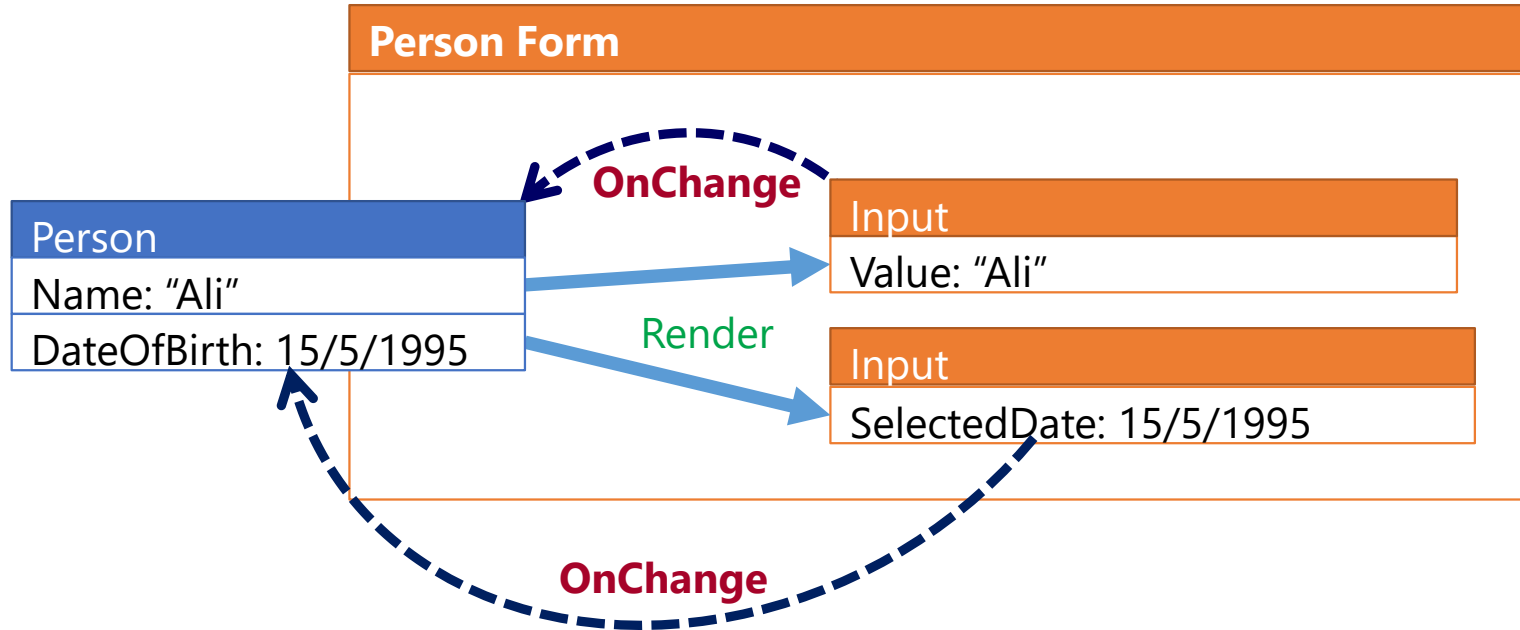 Person Form
OnChange
Person
Name: “Ali”
DateOfBirth: 15/5/1995
Input
Value: “Ali”
Render
Input
SelectedDate: 15/5/1995
OnChange